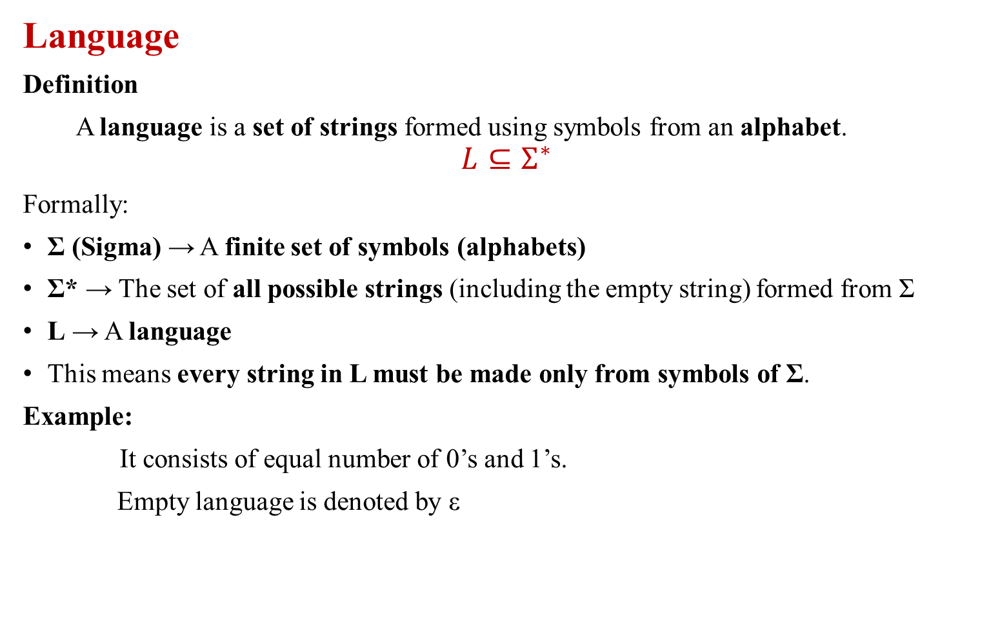 Language
Definition
A language is a set of strings formed using symbols from an alphabet.
L ⊆ Σ*
Formally:
• Σ (Sigma) → A finite set of symbols (alphabets)
• Σ* → The set of all possible strings (including the empty string) formed from Σ
• L → A language
• This means every string in L must be made only from symbols of Σ.
Example:
It consists of equal number of 0’s and 1’s.
Empty language is denoted by ε